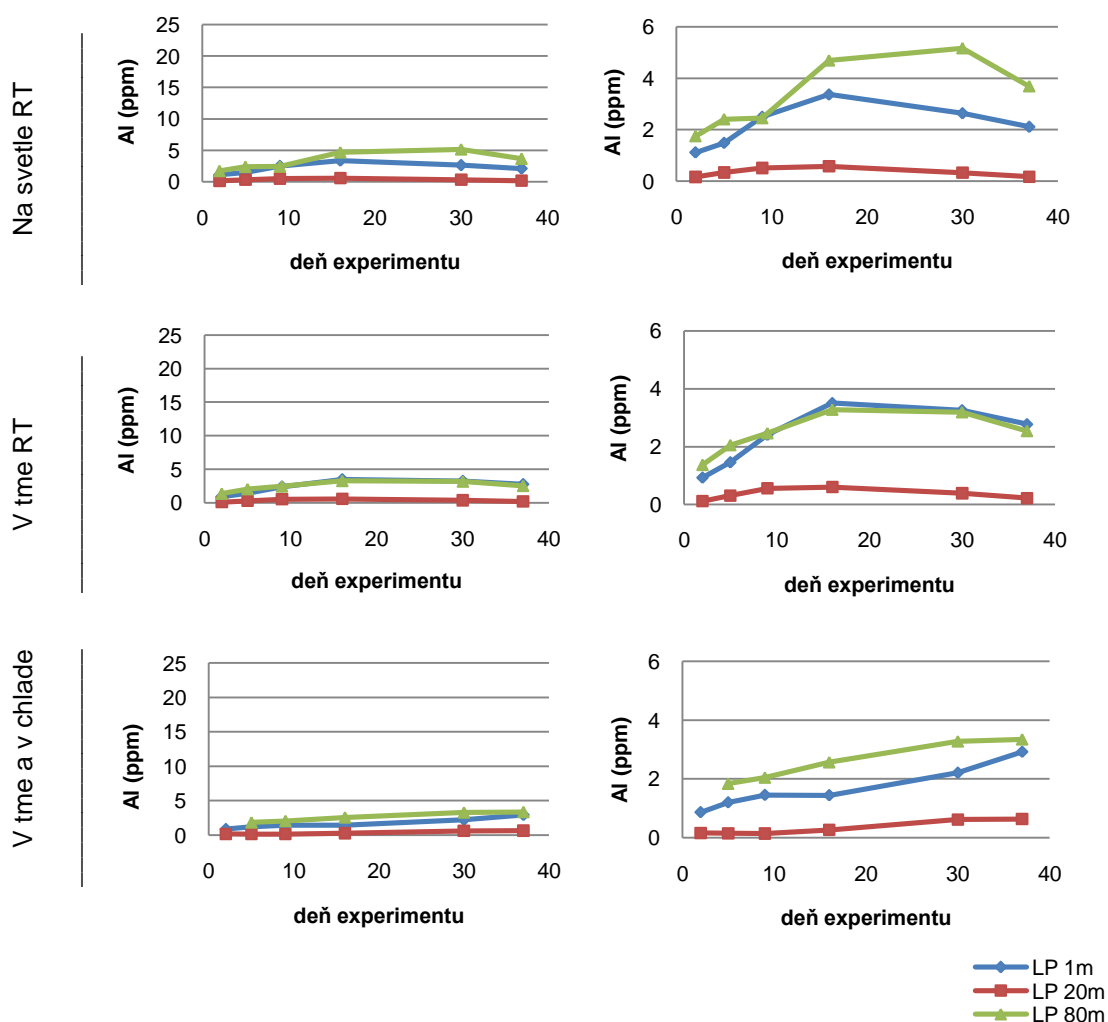 Na svetle RT
Al (ppm)
25
20
15
10
5
0
0 10 20 30 40
deň experimentu
Al (ppm)
6
4
2
0
0 10 20 30 40
deň experimentu
V tme RT
Al (ppm)
25
20
15
10
5
0
0 10 20 30 40
deň experimentu
Al (ppm)
6
4
2
0
0 10 20 30 40
deň experimentu
V tme a v chlade
Al (ppm)
25
20
15
10
5
0
0 10 20 30 40
deň experimentu
Al (ppm)
6
4
2
0
0 10 20 30 40
deň experimentu
LP 1m
LP 20m
LP 80m